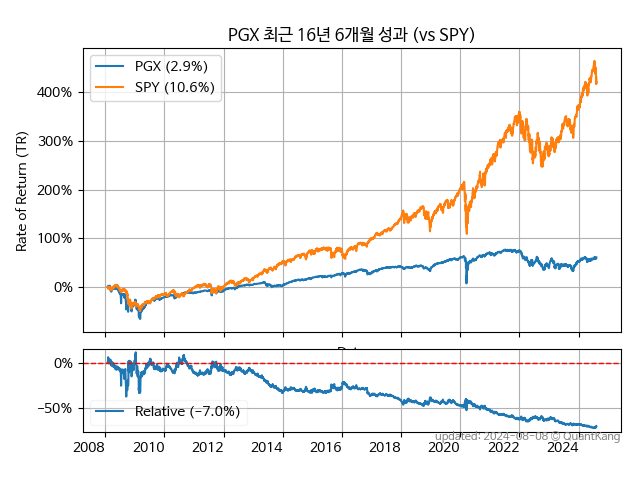 PGX 최근 16년 6개월 성과 (vs SPY)
PGX (2.9%)
SPY (10.6%)
Rate of Return (TR)
400%
300%
200%
100%
0%
0%
−50%
Relative (−7.0%)
2008 2010 2012 2014 2016 2018 2020 2022 2024
updated: 2024-08-08 © QuantKang